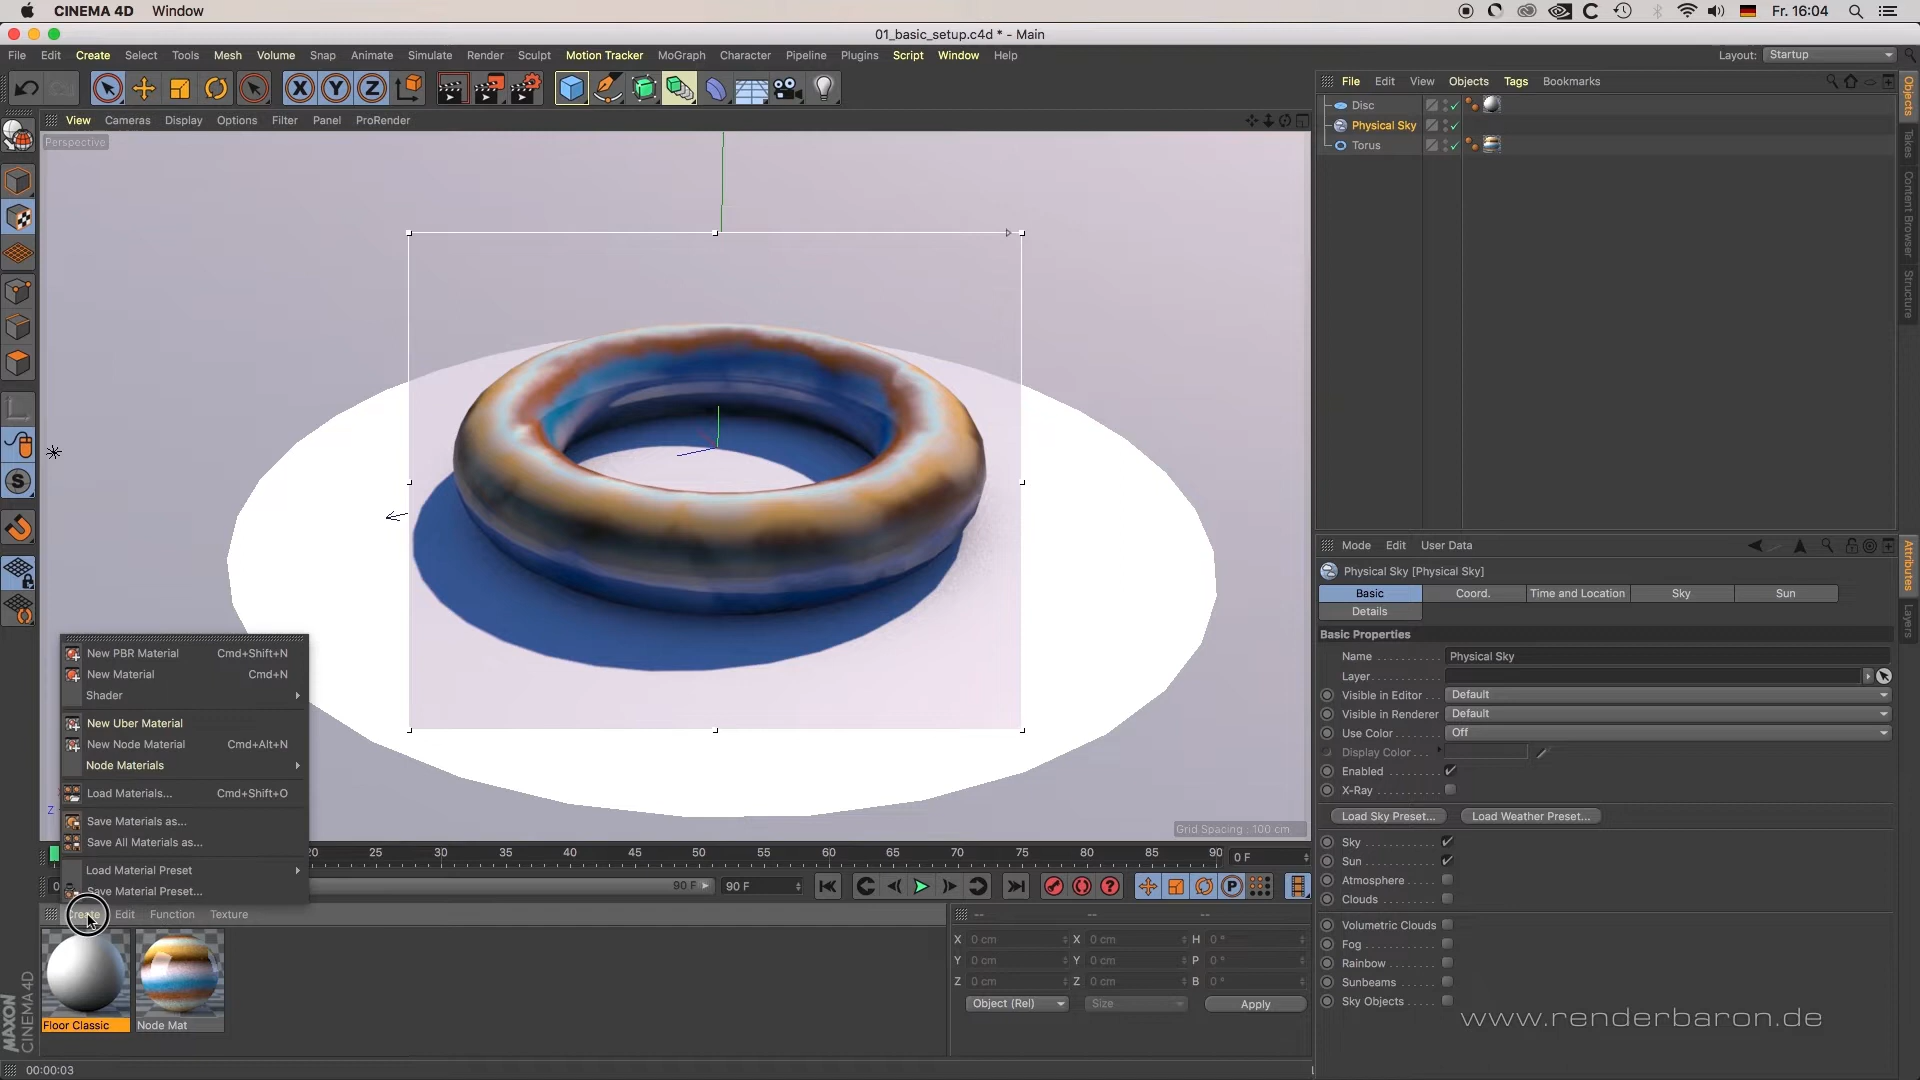 CINEMA 4D Window Fr. 16:04
01_basic_setup.c4d * - Main
File Edit Create Select Tools Mesh Volume Snap Animate Simulate Render Sculpt Motion Tracker MoGraph Character Pipeline Plugins Script Window Help Layout: Startup
View Cameras Display Options Filter Panel ProRender
Perspective
File Edit View Objects Tags Bookmarks
Disc
Physical Sky
Torus
Objects
Takes
Content Browser
Structure
Mode Edit User Data
Physical Sky [Physical Sky]
Basic Coord. Time and Location Sky Sun
Details
Basic Properties
Name Physical Sky
Layer
Visible in Editor Default
Visible in Renderer Default
Use Color Off
Display Color
Enabled
X-Ray
Load Sky Preset... Load Weather Preset...
Sky
Sun
Atmosphere
Clouds
Volumetric Clouds
Fog
Rainbow
Sunbeams
Sky Objects
Attributes
Layers
New PBR Material Cmd+Shift+N
New Material Cmd+N
Shader
New Uber Material
New Node Material Cmd+Alt+N
Node Materials
Load Materials... Cmd+Shift+O
Save Materials as...
Save All Materials as...
Load Material Preset
Save Material Preset...
Z
Grid Spacing : 100 cm
20 25 30 35 40 45 50 55 60 65 70 75 80 85 90 0 F
0 90 F 90 F
Create Edit Function Texture
Floor Classic Node Mat
-- -- --
X 0 cm X 0 cm H 0 °
Y 0 cm Y 0 cm P 0 °
Z 0 cm Z 0 cm B 0 °
Object (Rel) Size Apply
MAXON
CINEMA 4D
www.renderbaron.de
00:00:03